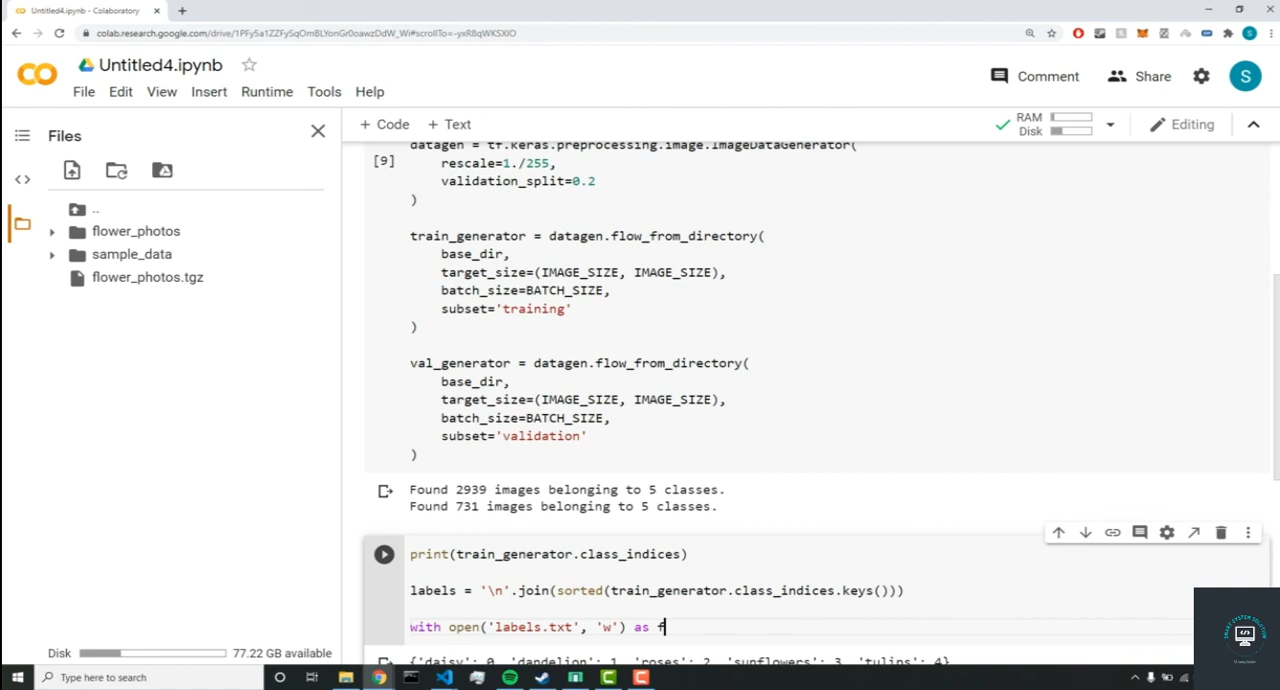 Untitled4.ipynb - Colaboratory
colab.research.google.com/drive/1PFySa1ZZFySqOmBLYonGr0oawzDdW_Wi#scrollTo=-yxR8qWKSXIO
Untitled4.ipynb
Comment
Share
S
File Edit View Insert Runtime Tools Help
Files
+ Code + Text
RAM
Disk
Editing
..
flower_photos
sample_data
flower_photos.tgz
[9]
datagen = tf.keras.preprocessing.image.ImageDataGenerator(
rescale=1./255,
validation_split=0.2
)
train_generator = datagen.flow_from_directory(
base_dir,
target_size=(IMAGE_SIZE, IMAGE_SIZE),
batch_size=BATCH_SIZE,
subset='training'
)
val_generator = datagen.flow_from_directory(
base_dir,
target_size=(IMAGE_SIZE, IMAGE_SIZE),
batch_size=BATCH_SIZE,
subset='validation'
)
Found 2939 images belonging to 5 classes.
Found 731 images belonging to 5 classes.
print(train_generator.class_indices)
labels = '\n'.join(sorted(train_generator.class_indices.keys()))
with open('labels.txt', 'w') as f
{'daisy': 0, 'dandelion': 1, 'roses': 2, 'sunflowers': 3, 'tulips': 4}
Disk
77.22 GB available
Type here to search
SMART SYSTEM SOLUTION